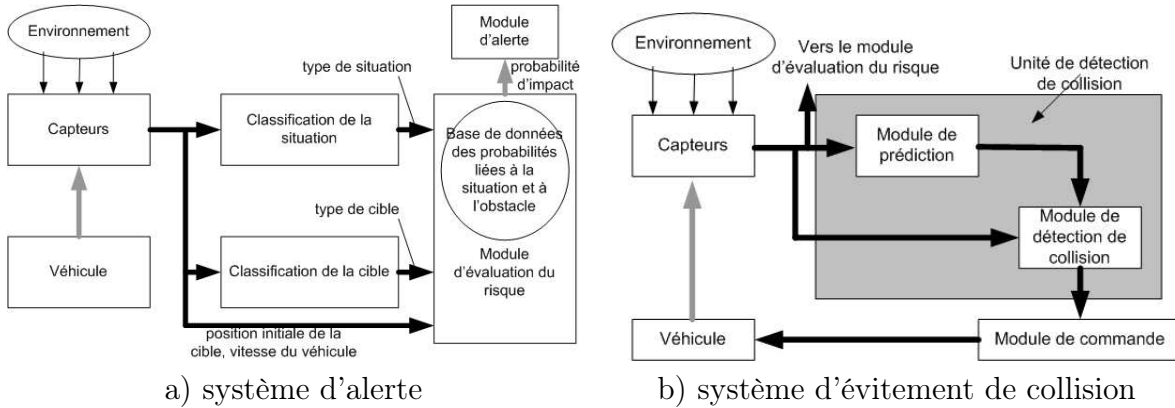 Environnement
Capteurs
Véhicule
type de situation
Classification de la
situation
type de cible
Classification de la cible
position initiale de la
cible, vitesse du véhicule
Module
d'alerte
probabilité
d'impact
Base de données
des probabilités
liées à la
situation et à
l'obstacle
Module
d'évaluation du
risque
a) système d'alerte
Environnement
Vers le module
d'évaluation du risque
Unité de détection
de collision
Capteurs
Module de
prédiction
Module de
détection de
collision
Véhicule
Module de commande
b) système d'évitement de collision